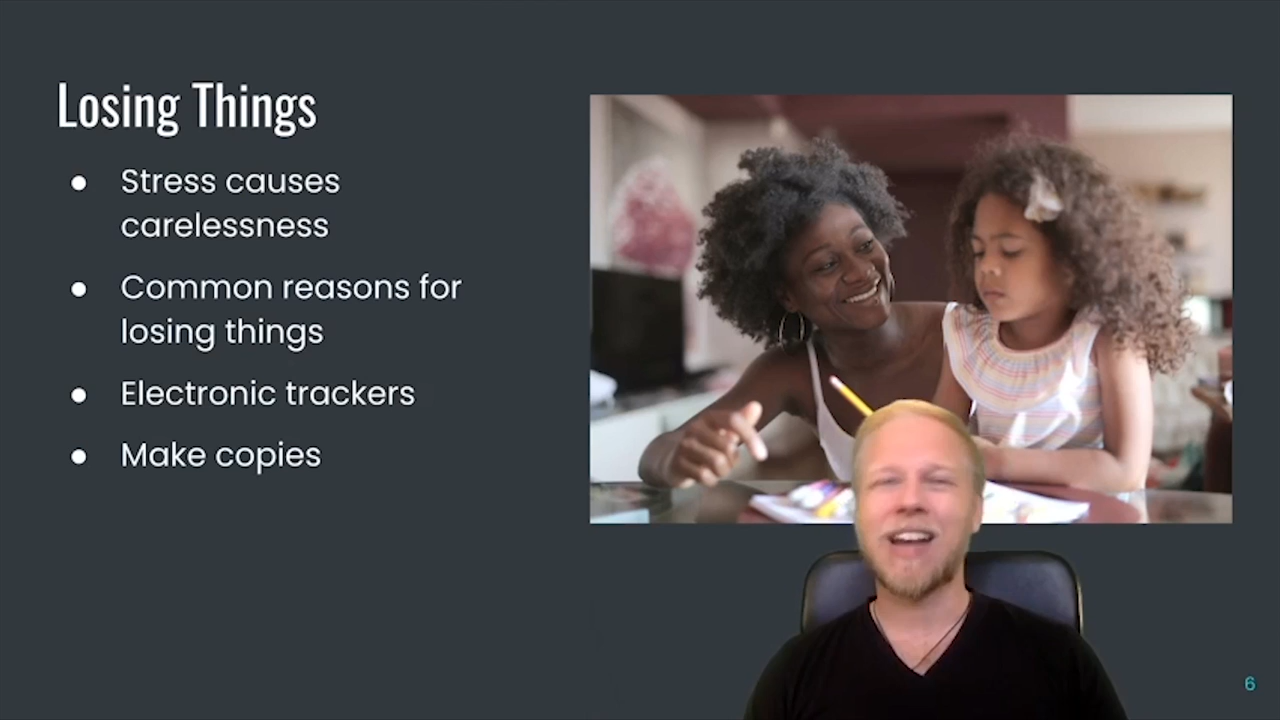 Losing Things
● Stress causes
carelessness
● Common reasons for
losing things
● Electronic trackers
● Make copies
6